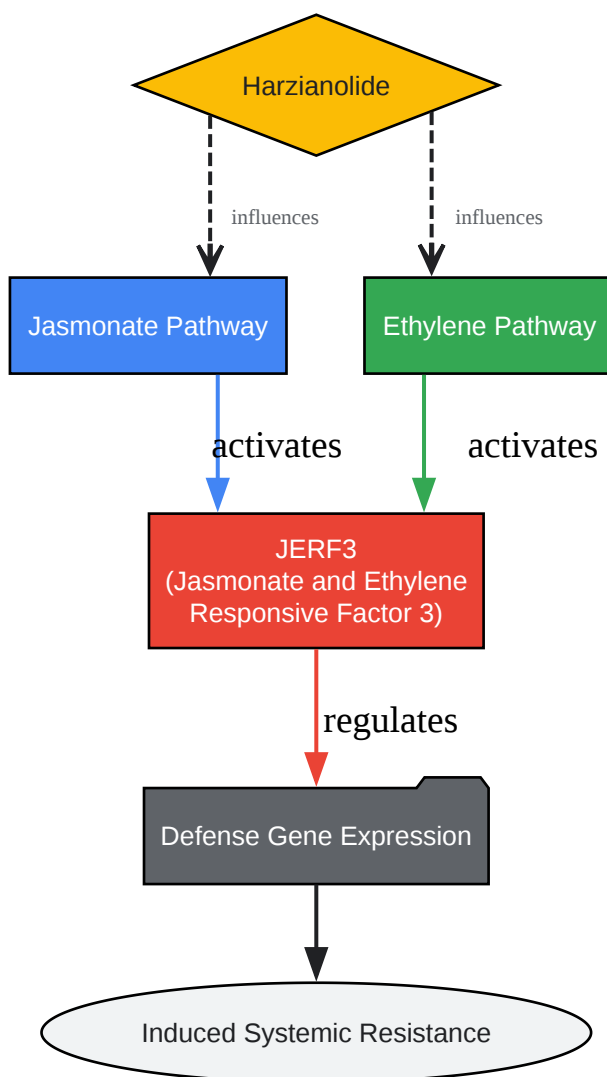 Harzianolide
influences
influences
Jasmonate Pathway
Ethylene Pathway
activates
activates
JERF3
(Jasmonate and Ethylene
Responsive Factor 3)
regulates
Defense Gene Expression
Induced Systemic Resistance